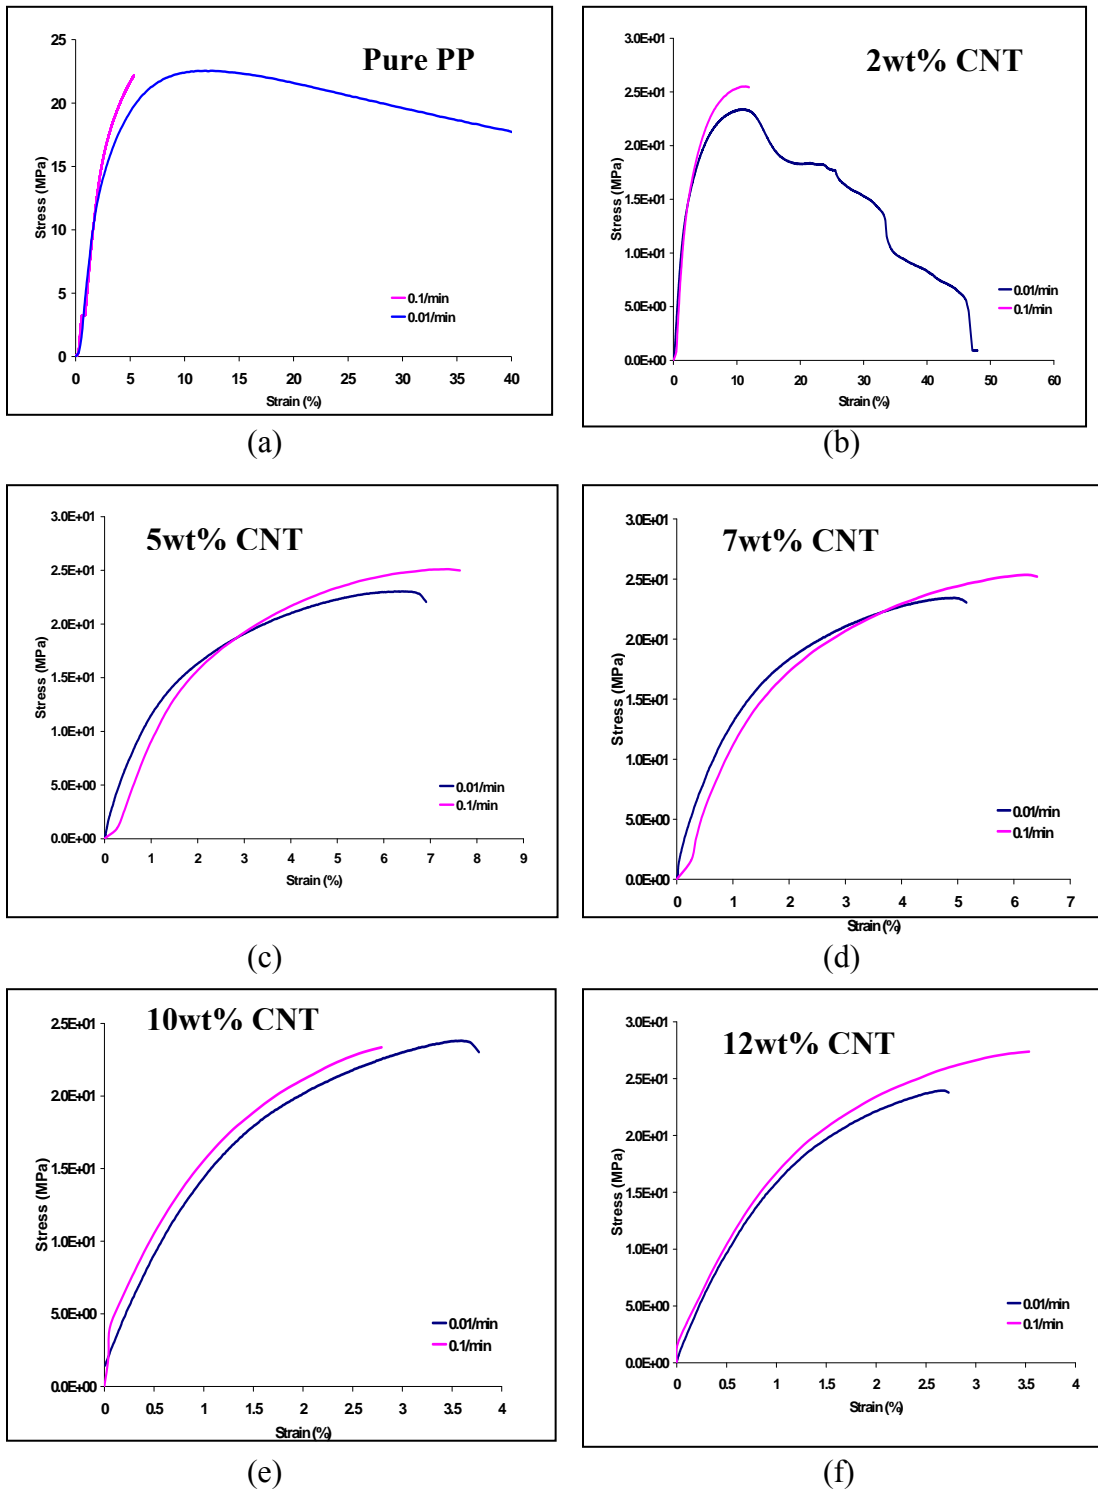 Pure PP
Stress (MPa)
25
20
15
10
5
0
0 5 10 15 20 25 30 35 40
Strain (%)
0.1/min
0.01/min
(a)
2wt% CNT
Stress (MPa)
3.0E+01
2.5E+01
2.0E+01
1.5E+01
1.0E+01
5.0E+00
0.0E+00
0 10 20 30 40 50 60
Strain (%)
0.01/min
0.1/min
(b)
5wt% CNT
Stress (MPa)
3.0E+01
2.5E+01
2.0E+01
1.5E+01
1.0E+01
5.0E+00
0.0E+00
0 1 2 3 4 5 6 7 8 9
Strain (%)
0.01/min
0.1/min
(c)
7wt% CNT
Stress (MPa)
3.0E+01
2.5E+01
2.0E+01
1.5E+01
1.0E+01
5.0E+00
0.0E+00
0 1 2 3 4 5 6 7
Strain (%)
0.01/min
0.1/min
(d)
10wt% CNT
Stress (MPa)
2.5E+01
2.0E+01
1.5E+01
1.0E+01
5.0E+00
0.0E+00
0 0.5 1 1.5 2 2.5 3 3.5 4
Strain (%)
0.01/min
0.1/min
(e)
12wt% CNT
Stress (MPa)
3.0E+01
2.5E+01
2.0E+01
1.5E+01
1.0E+01
5.0E+00
0.0E+00
0 0.5 1 1.5 2 2.5 3 3.5 4
Strain (%)
0.01/min
0.1/min
(f)